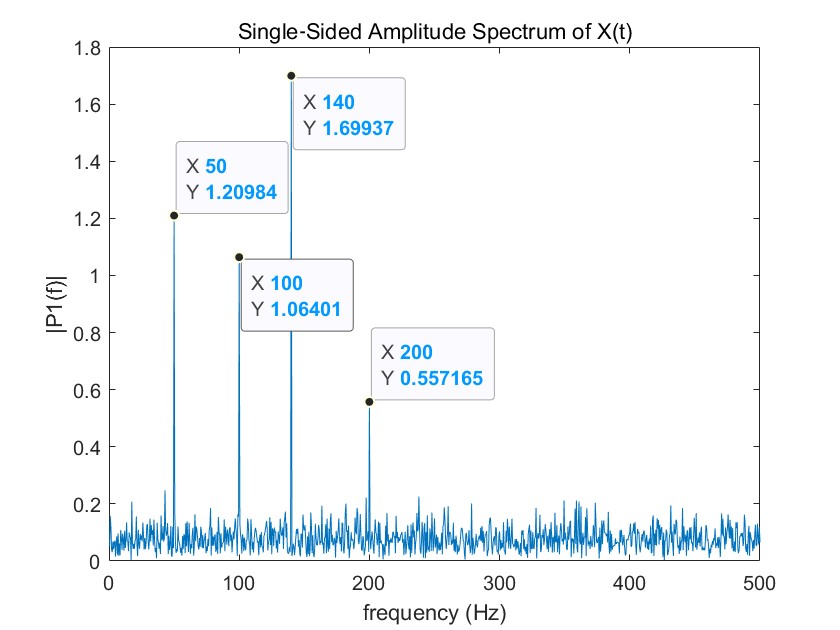 Single-Sided Amplitude Spectrum of X(t)
1.8
1.6
1.4
1.2
1
0.8
0.6
0.4
0.2
0
|P1(f)|
X 140
Y 1.69937
X 50
Y 1.20984
X 100
Y 1.06401
X 200
Y 0.557165
0
100
200
300
400
500
frequency (Hz)